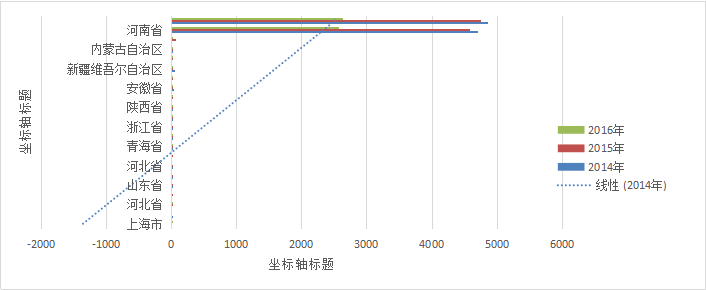 河南省
内蒙古自治区
新疆维吾尔自治区
安徽省
陕西省
浙江省
青海省
河北省
山东省
河北省
上海市
坐标轴标题
-2000 -1000 0 1000 2000 3000 4000 5000 6000
坐标轴标题
2016年
2015年
2014年
线性 (2014年)